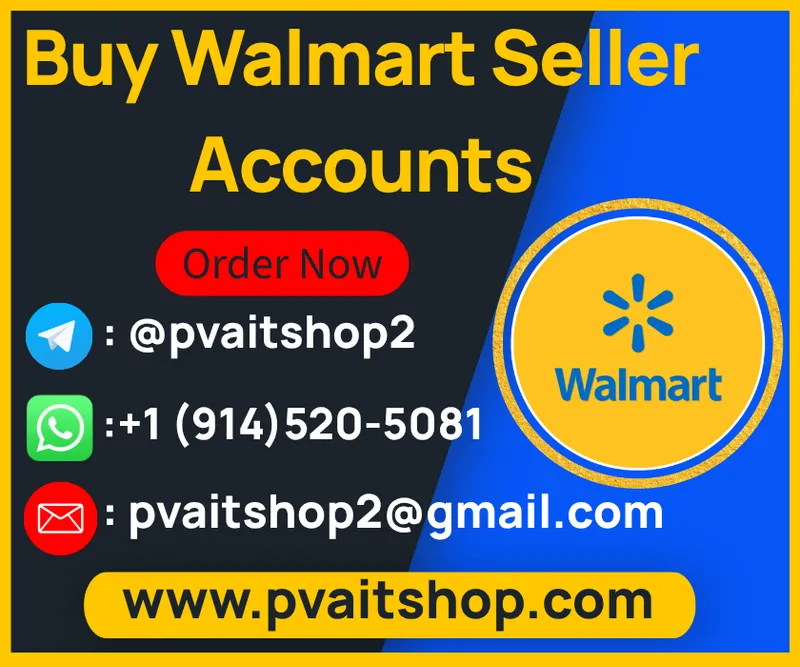 Buy Walmart Seller
Accounts
Order Now
: @pvaitshop2
:+1 (914)520-5081
: pvaitshop2@gmail.com
Walmart
www.pvaitshop.com